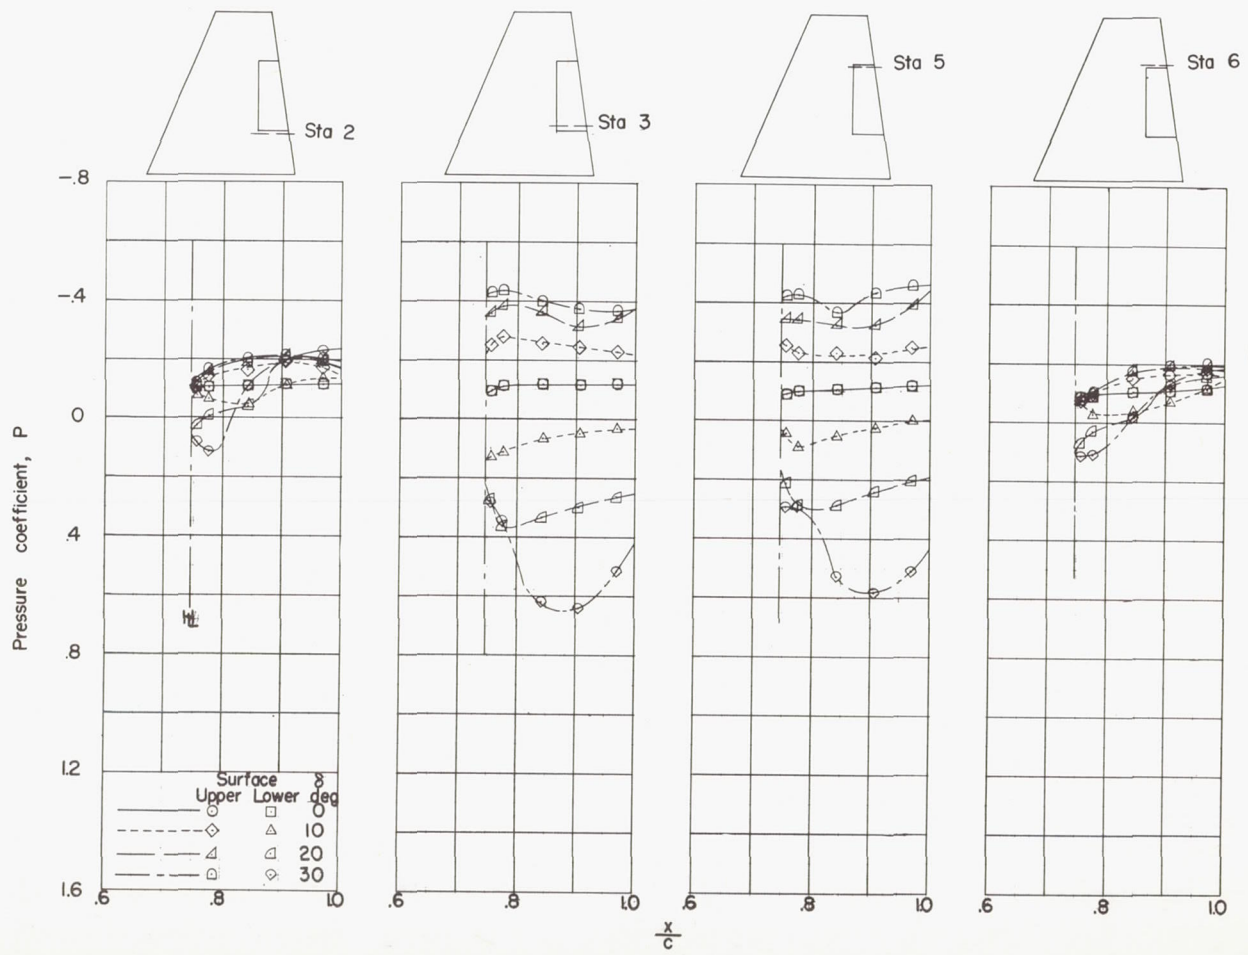 Sta 2
Sta 3
Sta 5
Sta 6
-.8
-.4
0
.4
.8
1.2
1.6
Pressure coefficient, P
HL
Surface δ
Upper Lower deg
0
10
20
30
.6 .8 1.0
.6 .8 1.0
.6 .8 1.0
.6 .8 1.0
x
c